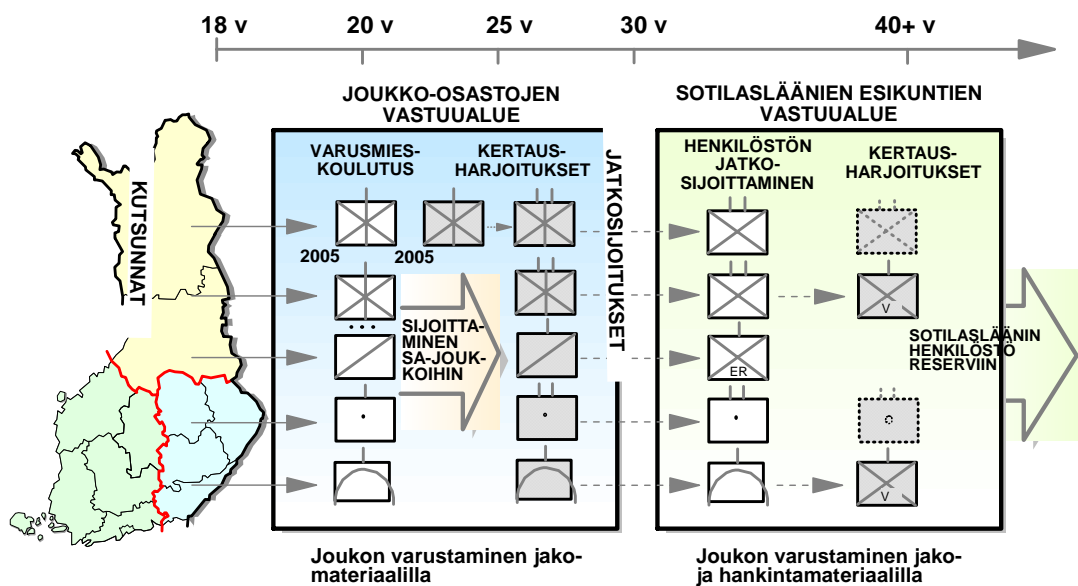 18 v
20 v
25 v
30 v
40+ v
JOUKKO-OSASTOJEN
VASTUUALUE
SOTILASLÄÄNIEN ESIKUNTIEN
VASTUUALUE
KUTSUNNAT
VARUSMIES-
KOULUTUS
KERTAUS-
HARJOITUKSET
JATKOSIJOITUKSET
HENKILÖSTÖN
JATKO-
SIJOITTAMINEN
KERTAUS-
HARJOITUKSET
2005
2005
SIJOITTA-
MINEN
SA-JOUK-
KOIHIN
V
ER
SOTILASLÄÄNIN
HENKILÖSTÖ
RESERVIIN
V
Joukon varustaminen jako-
materiaalilla
Joukon varustaminen jako-
ja hankintamateriaalilla